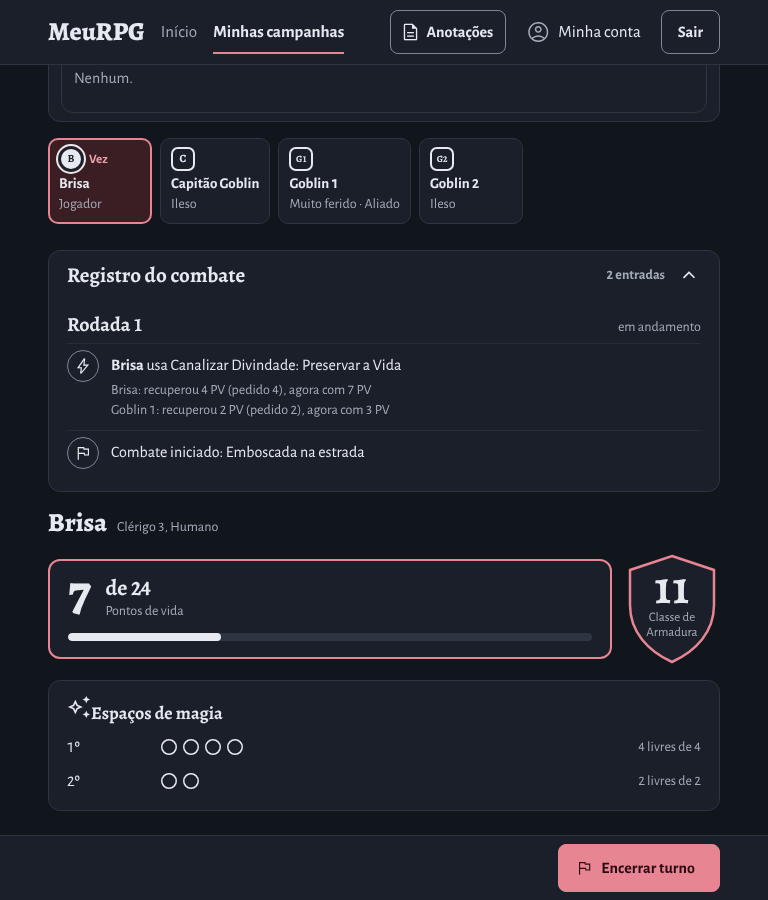 MeuRPG Início Minhas campanhas Anotações Minha conta Sair
Nenhum.
B Vez
Brisa
Jogador
C
Capitão Goblin
Ileso
G1
Goblin 1
Muito ferido · Aliado
G2
Goblin 2
Ileso
Registro do combate 2 entradas
Rodada 1 em andamento
Brisa usa Canalizar Divindade: Preservar a Vida
Brisa: recuperou 4 PV (pedido 4), agora com 7 PV
Goblin 1: recuperou 2 PV (pedido 2), agora com 3 PV
Combate iniciado: Emboscada na estrada
Brisa Clérigo 3, Humano
7 de 24
Pontos de vida
11
Classe de
Armadura
Espaços de magia
1º 4 livres de 4
2º 2 livres de 2
Encerrar turno